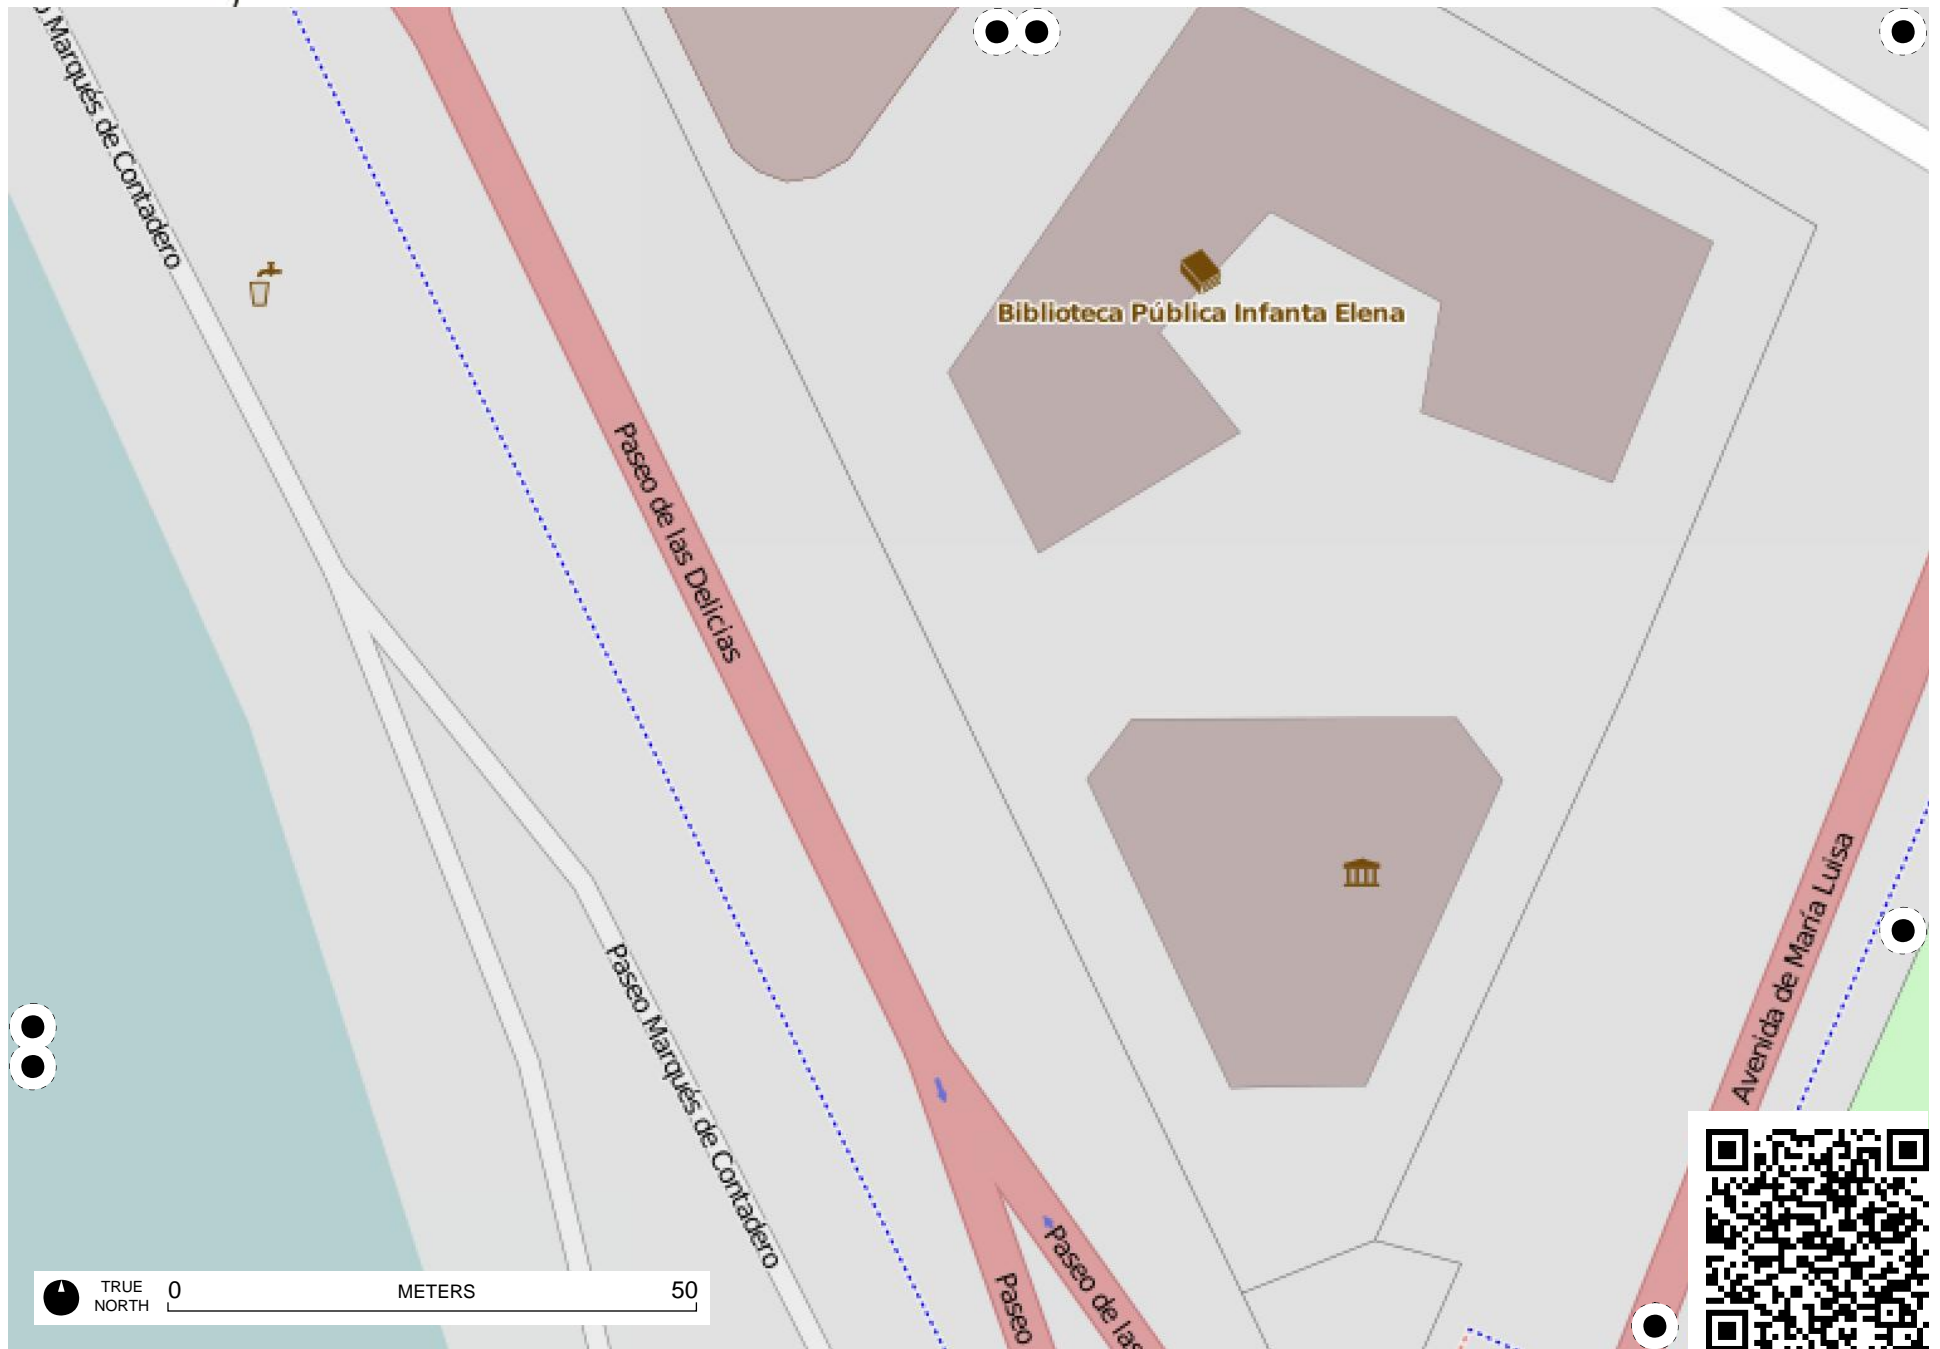 o Marqués de Contadero
Biblioteca Pública Infanta Elena
Paseo de las Delicias
Avenida de María Luisa
Paseo Marqués de Contadero
Paseo de las
Paseo
TRUE NORTH
0 METERS 50